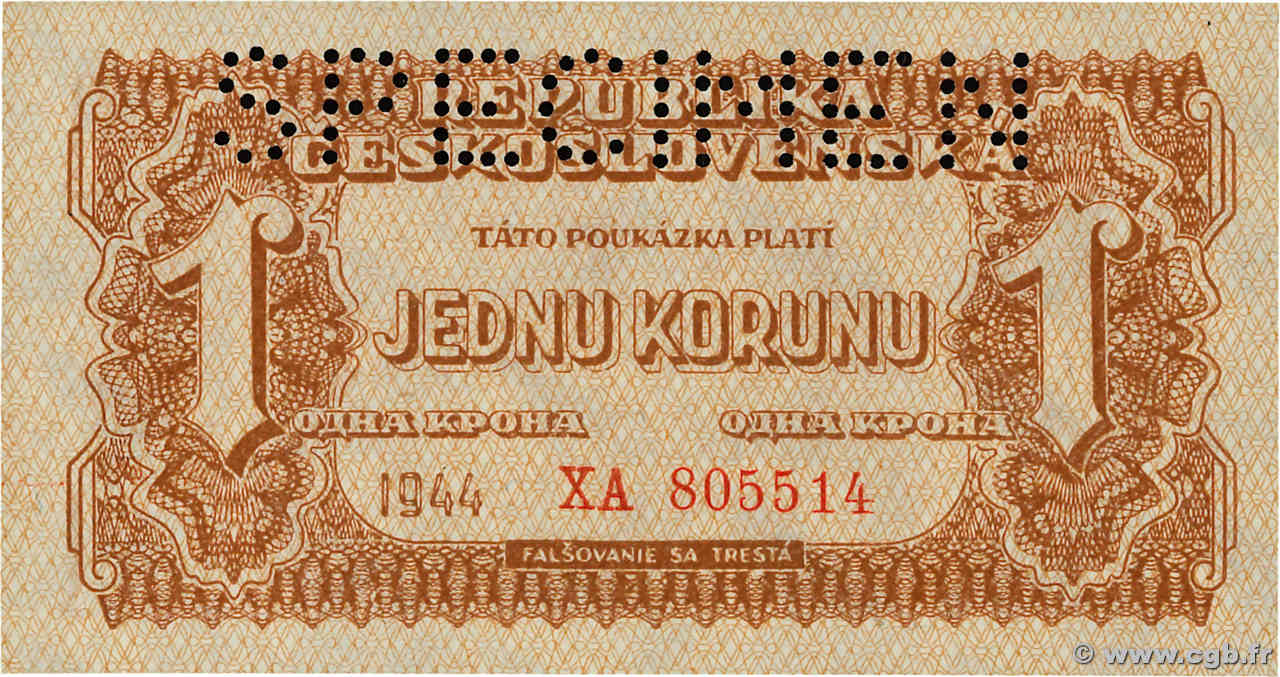 SPECIMEN
REPUBLIKA
ČESKOSLOVENSKÁ
TÁTO POUKÁZKA PLATÍ
JEDNU KORUNU
1 1
ОДНА КРОНА ОДНА КРОНА
1944 XA 805514
FALŠOVANIE SA TRESTÁ
© www.cgb.fr